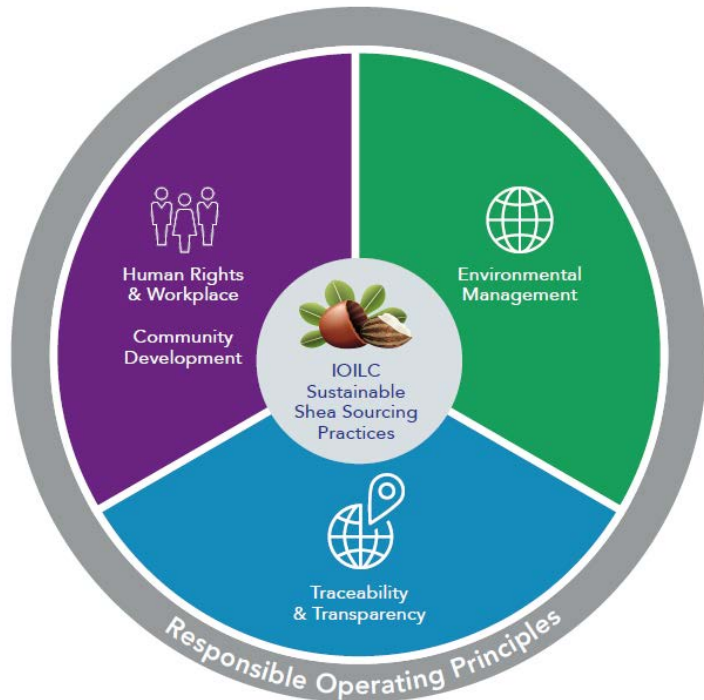 Human Rights
& Workplace
Community
Development
Environmental
Management
IOILC
Sustainable
Shea Sourcing
Practices
Traceability
& Transparency
Responsible Operating Principles